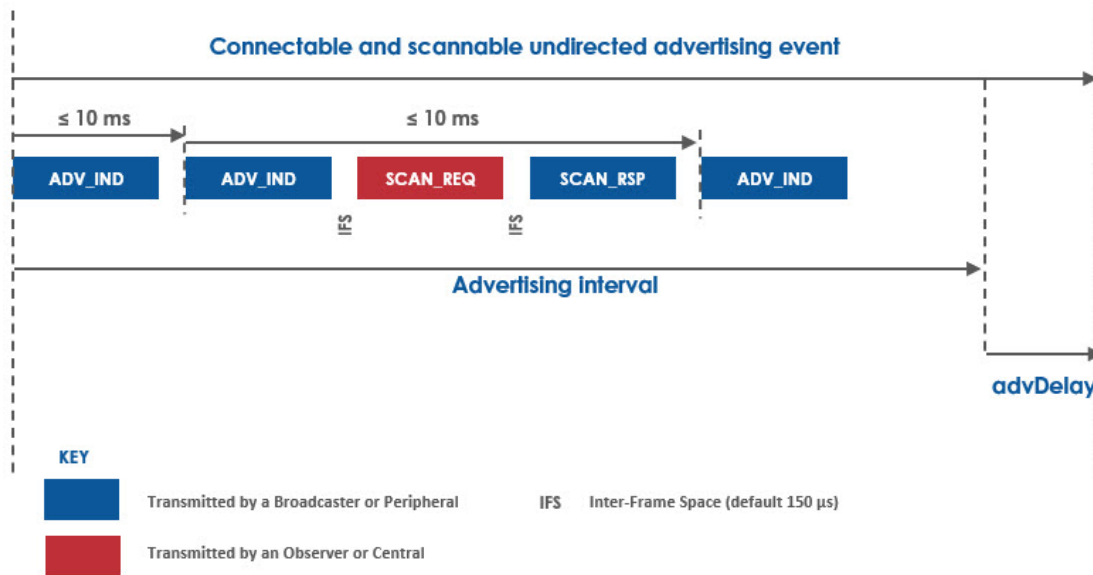 Connectable and scannable undirected advertising event
≤ 10 ms
≤ 10 ms
ADV_IND
ADV_IND
SCAN_REQ
SCAN_RSP
ADV_IND
IFS
IFS
Advertising interval
advDelay
KEY
Transmitted by a Broadcaster or Peripheral
IFS Inter-Frame Space (default 150 µs)
Transmitted by an Observer or Central